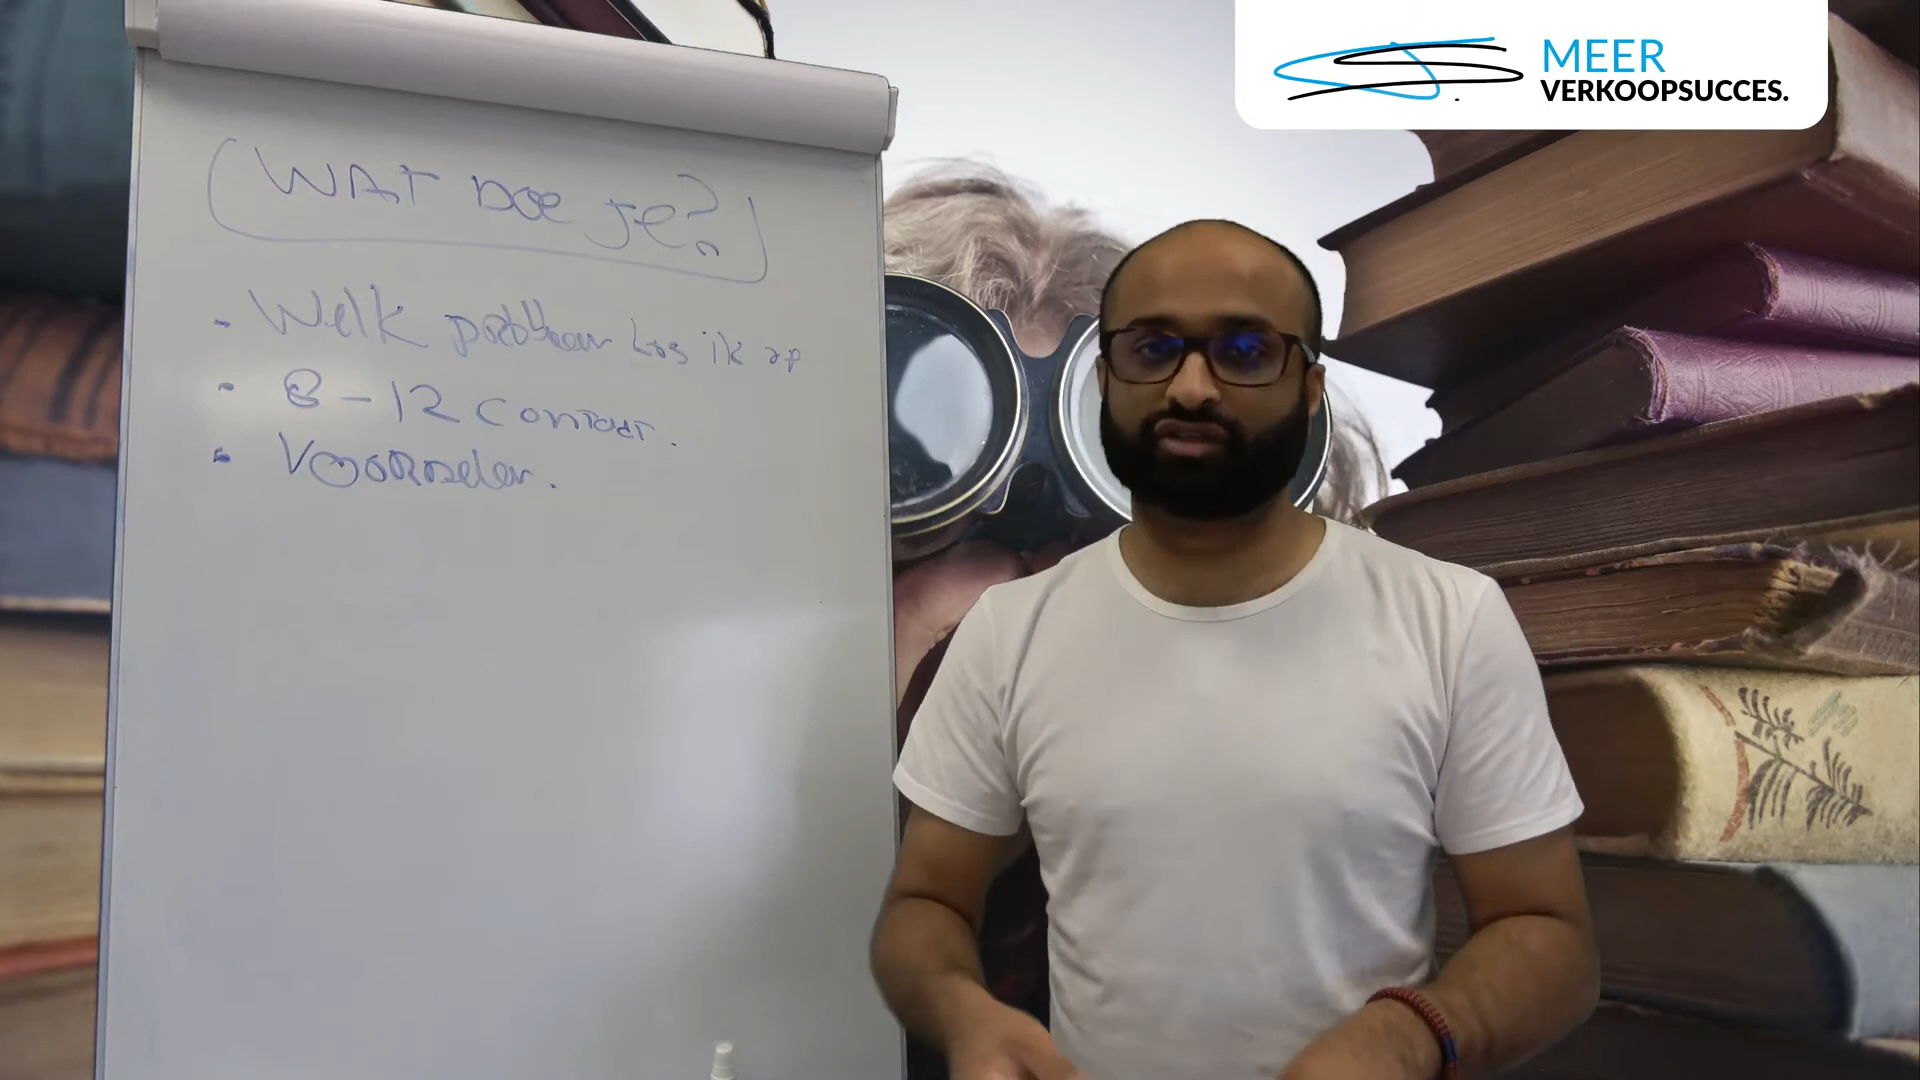 MEER
VERKOOPSUCCES.
WAT DOE JE?
- Welk probleem los ik op
- 8-12 contact.
- Voordelen.